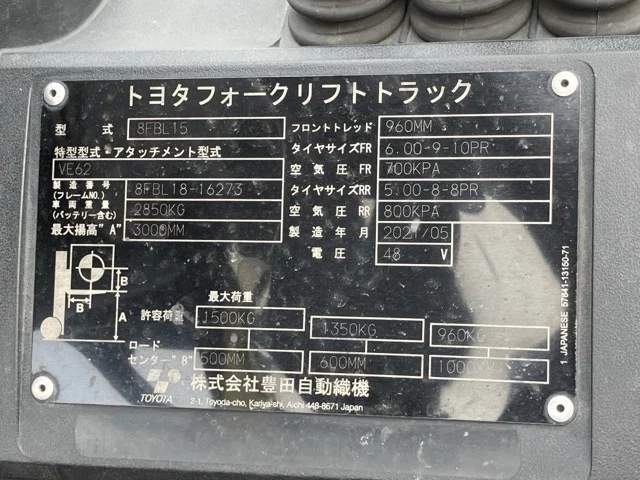 トヨタフォークリフトトラック
型式 8FBL15
特型型式・アタッチメント型式
VE62
製造番号 (フレームNO.) 8FBL18-16273
車両重量 (バッテリー含む) 2850KG
最大揚高"A" 3000MM
フロントトレッド 960MM
タイヤサイズFR 6.00-9-10PR
空気圧 FR 700KPA
タイヤサイズRR 5.00-8-8PR
空気圧 RR 800KPA
製造年月 2021/05
電圧 48 V
B
B
A
最大荷重
許容荷重 1500KG 1350KG 960KG
ロード
センター"B" 500MM 600MM 1000MM
TOYOTA 株式会社豊田自動織機
2-1, Toyoda-cho, Kariya-shi, Aichi 448-8671 Japan
1 JAPANESE 57841-13150-71